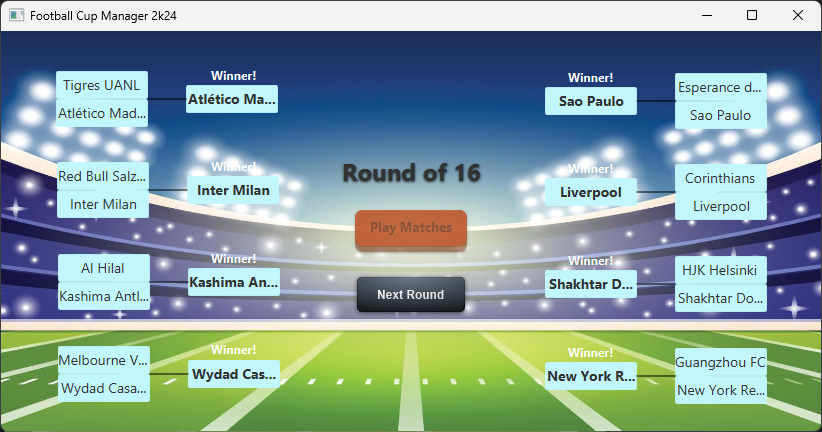 Football Cup Manager 2k24
Winner!
Tigres UANL
Atlético Mad...
Atlético Ma...
Winner!
Red Bull Salz...
Inter Milan
Inter Milan
Winner!
Al Hilal
Kashima Antl...
Kashima An...
Winner!
Melbourne V...
Wydad Casa...
Wydad Cas...
Round of 16
Play Matches
Next Round
Winner!
Sao Paulo
Esperance d...
Sao Paulo
Winner!
Liverpool
Corinthians
Liverpool
Winner!
Shakhtar D...
HJK Helsinki
Shakhtar Do...
Winner!
New York R...
Guangzhou FC
New York Re...